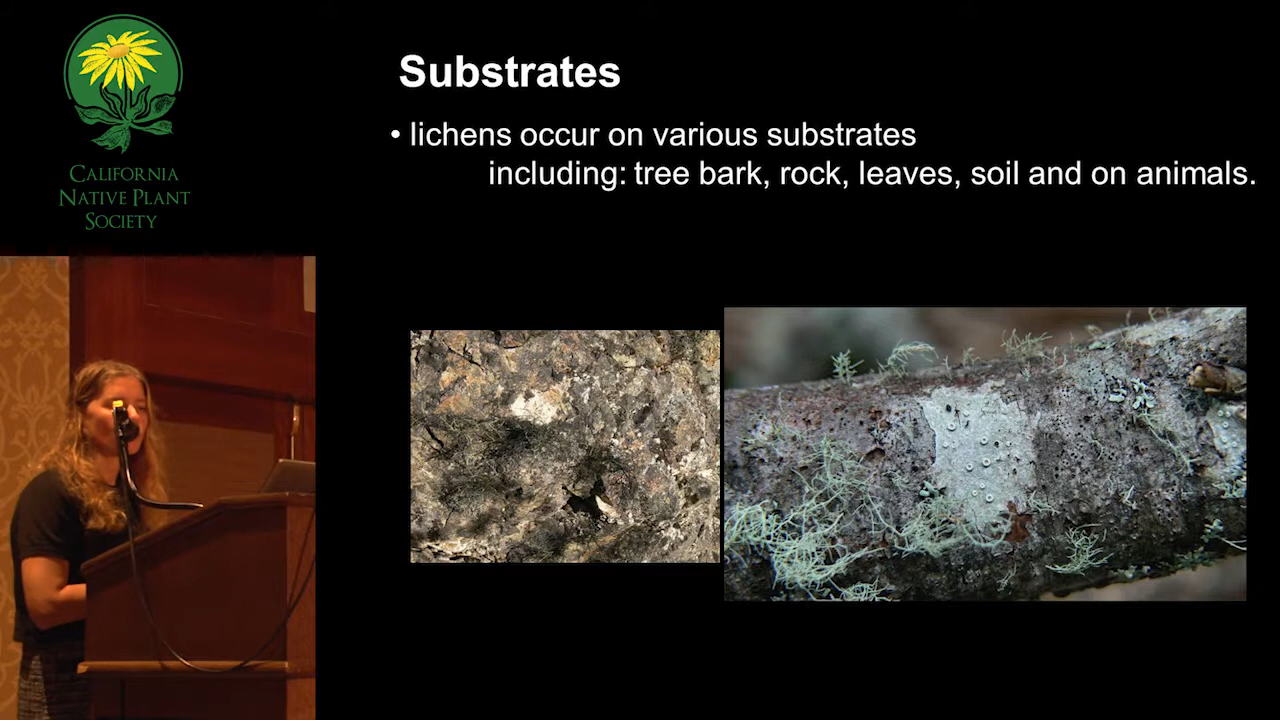 CALIFORNIA
NATIVE PLANT
SOCIETY
Substrates
• lichens occur on various substrates
including: tree bark, rock, leaves, soil and on animals.